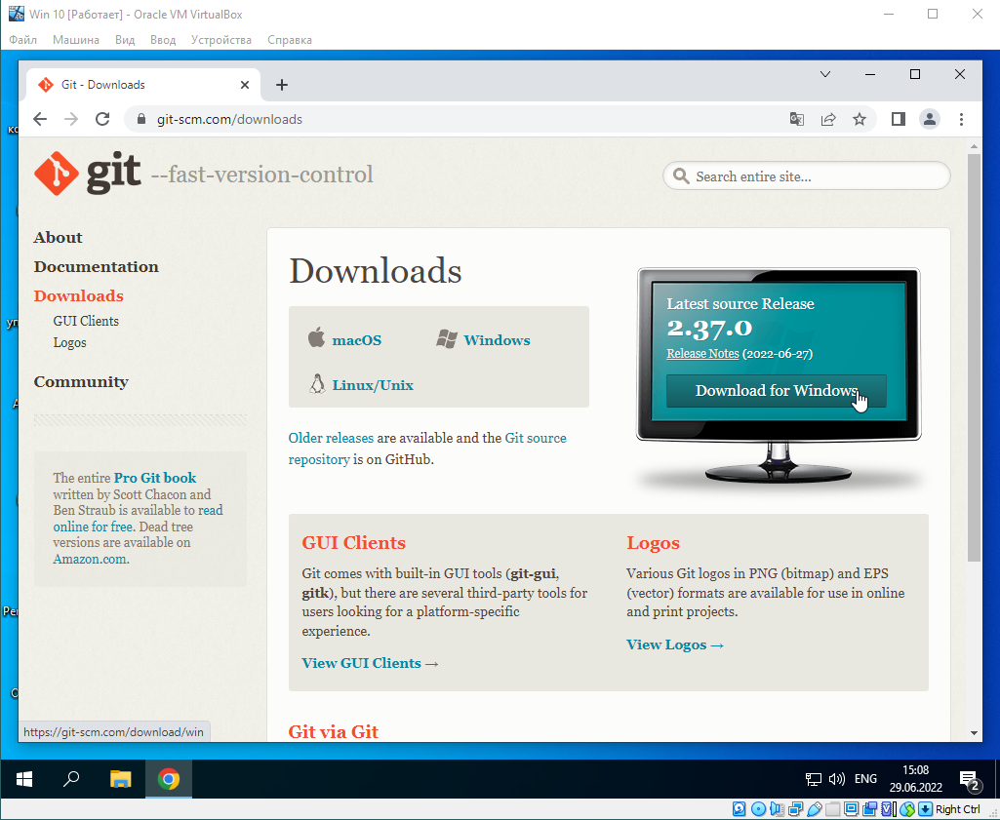 Win 10 [Работает] - Oracle VM VirtualBox
Файл Машина Вид Ввод Устройства Справка
Git - Downloads
git-scm.com/downloads
git --fast-version-control
Search entire site...
About
Documentation
Downloads
GUI Clients
Logos
Community
The entire Pro Git book
written by Scott Chacon and
Ben Straub is available to read
online for free. Dead tree
versions are available on
Amazon.com.
Downloads
macOS Windows
Linux/Unix
Older releases are available and the Git source
repository is on GitHub.
Latest source Release
2.37.0
Release Notes (2022-06-27)
Download for Windows
GUI Clients
Git comes with built-in GUI tools (git-gui,
gitk), but there are several third-party tools for
users looking for a platform-specific
experience.
View GUI Clients →
Logos
Various Git logos in PNG (bitmap) and EPS
(vector) formats are available for use in online
and print projects.
View Logos →
Git via Git
https://git-scm.com/download/win
ENG
15:08
29.06.2022
2
Right Ctrl